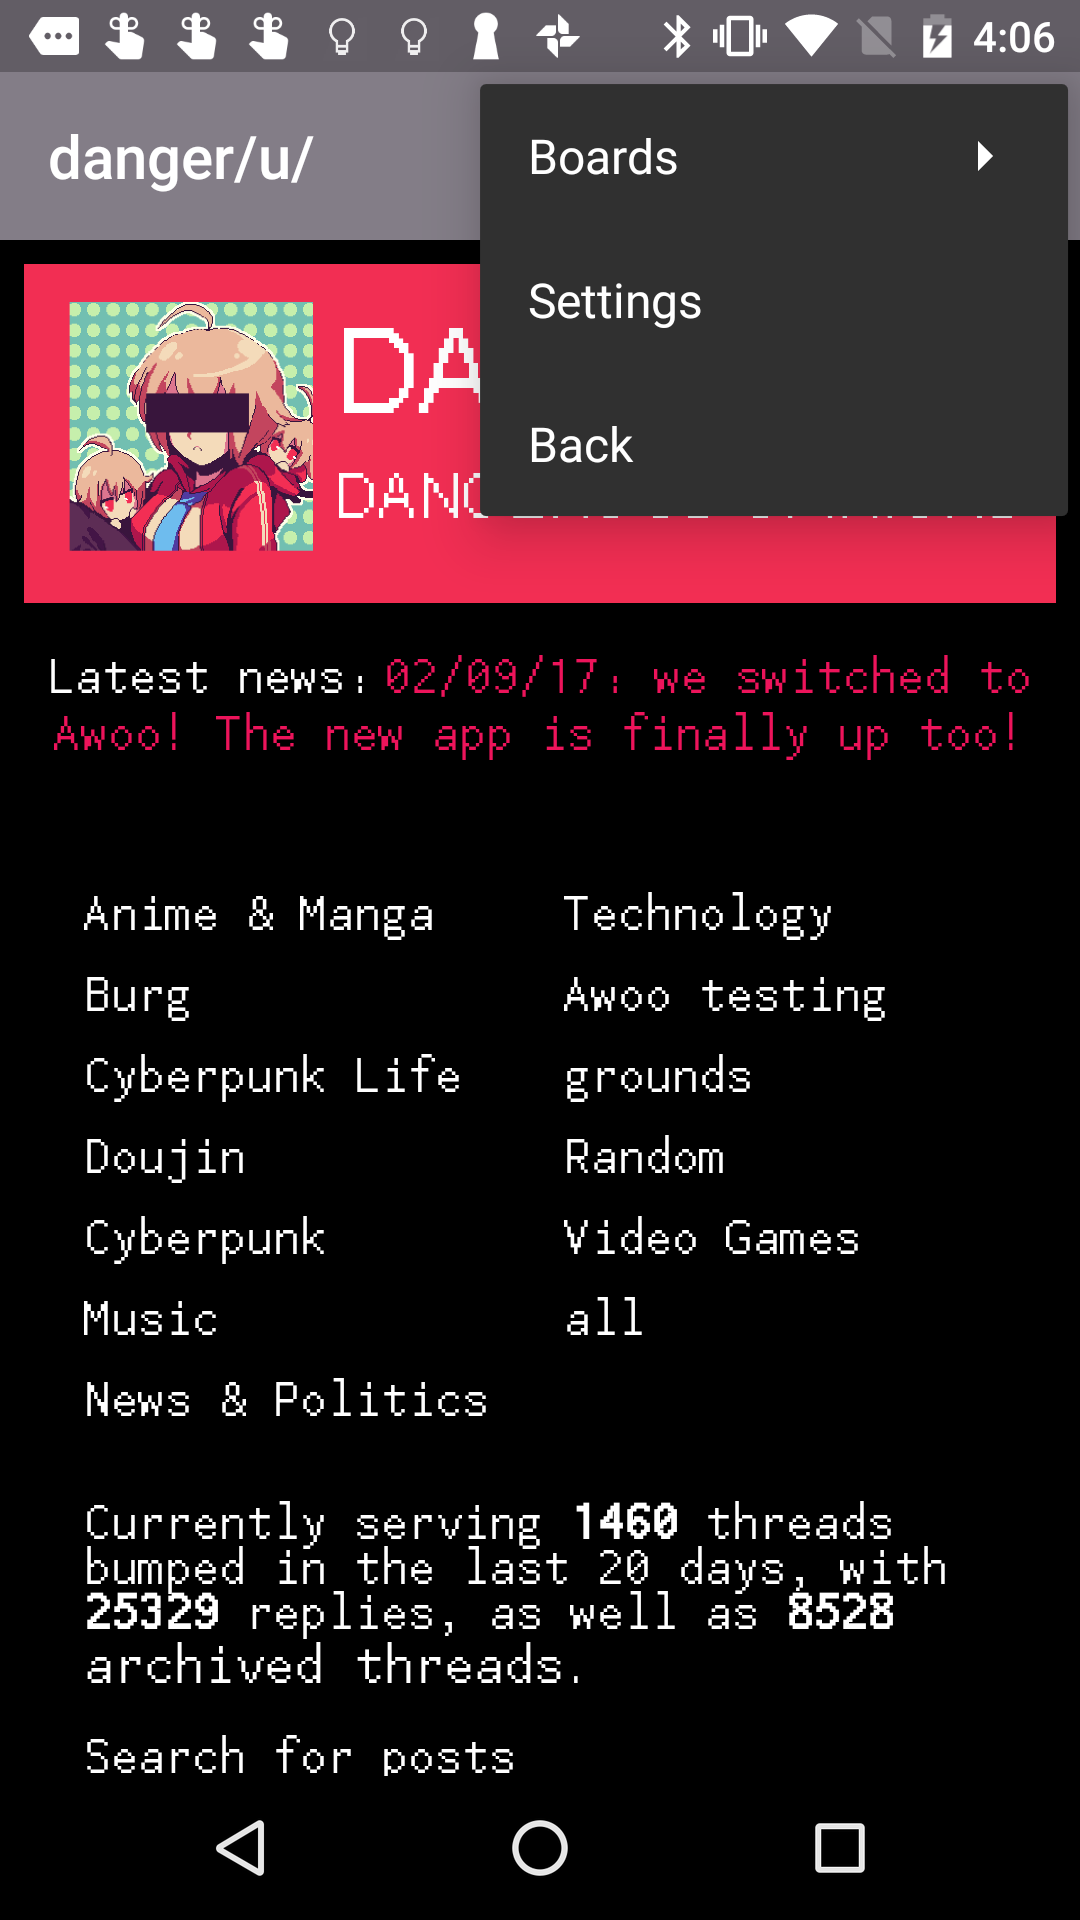 4:06
danger/u/
Boards
Settings
Back
DA
Latest news: 02/09/17: we switched to
Awoo! The new app is finally up too!
Anime & Manga
Technology
Burg
Awoo testing
Cyberpunk Life
grounds
Doujin
Random
Cyberpunk
Video Games
Music
all
News & Politics
Currently serving 1460 threads
bumped in the last 20 days, with
25329 replies, as well as 8528
archived threads.
Search for posts